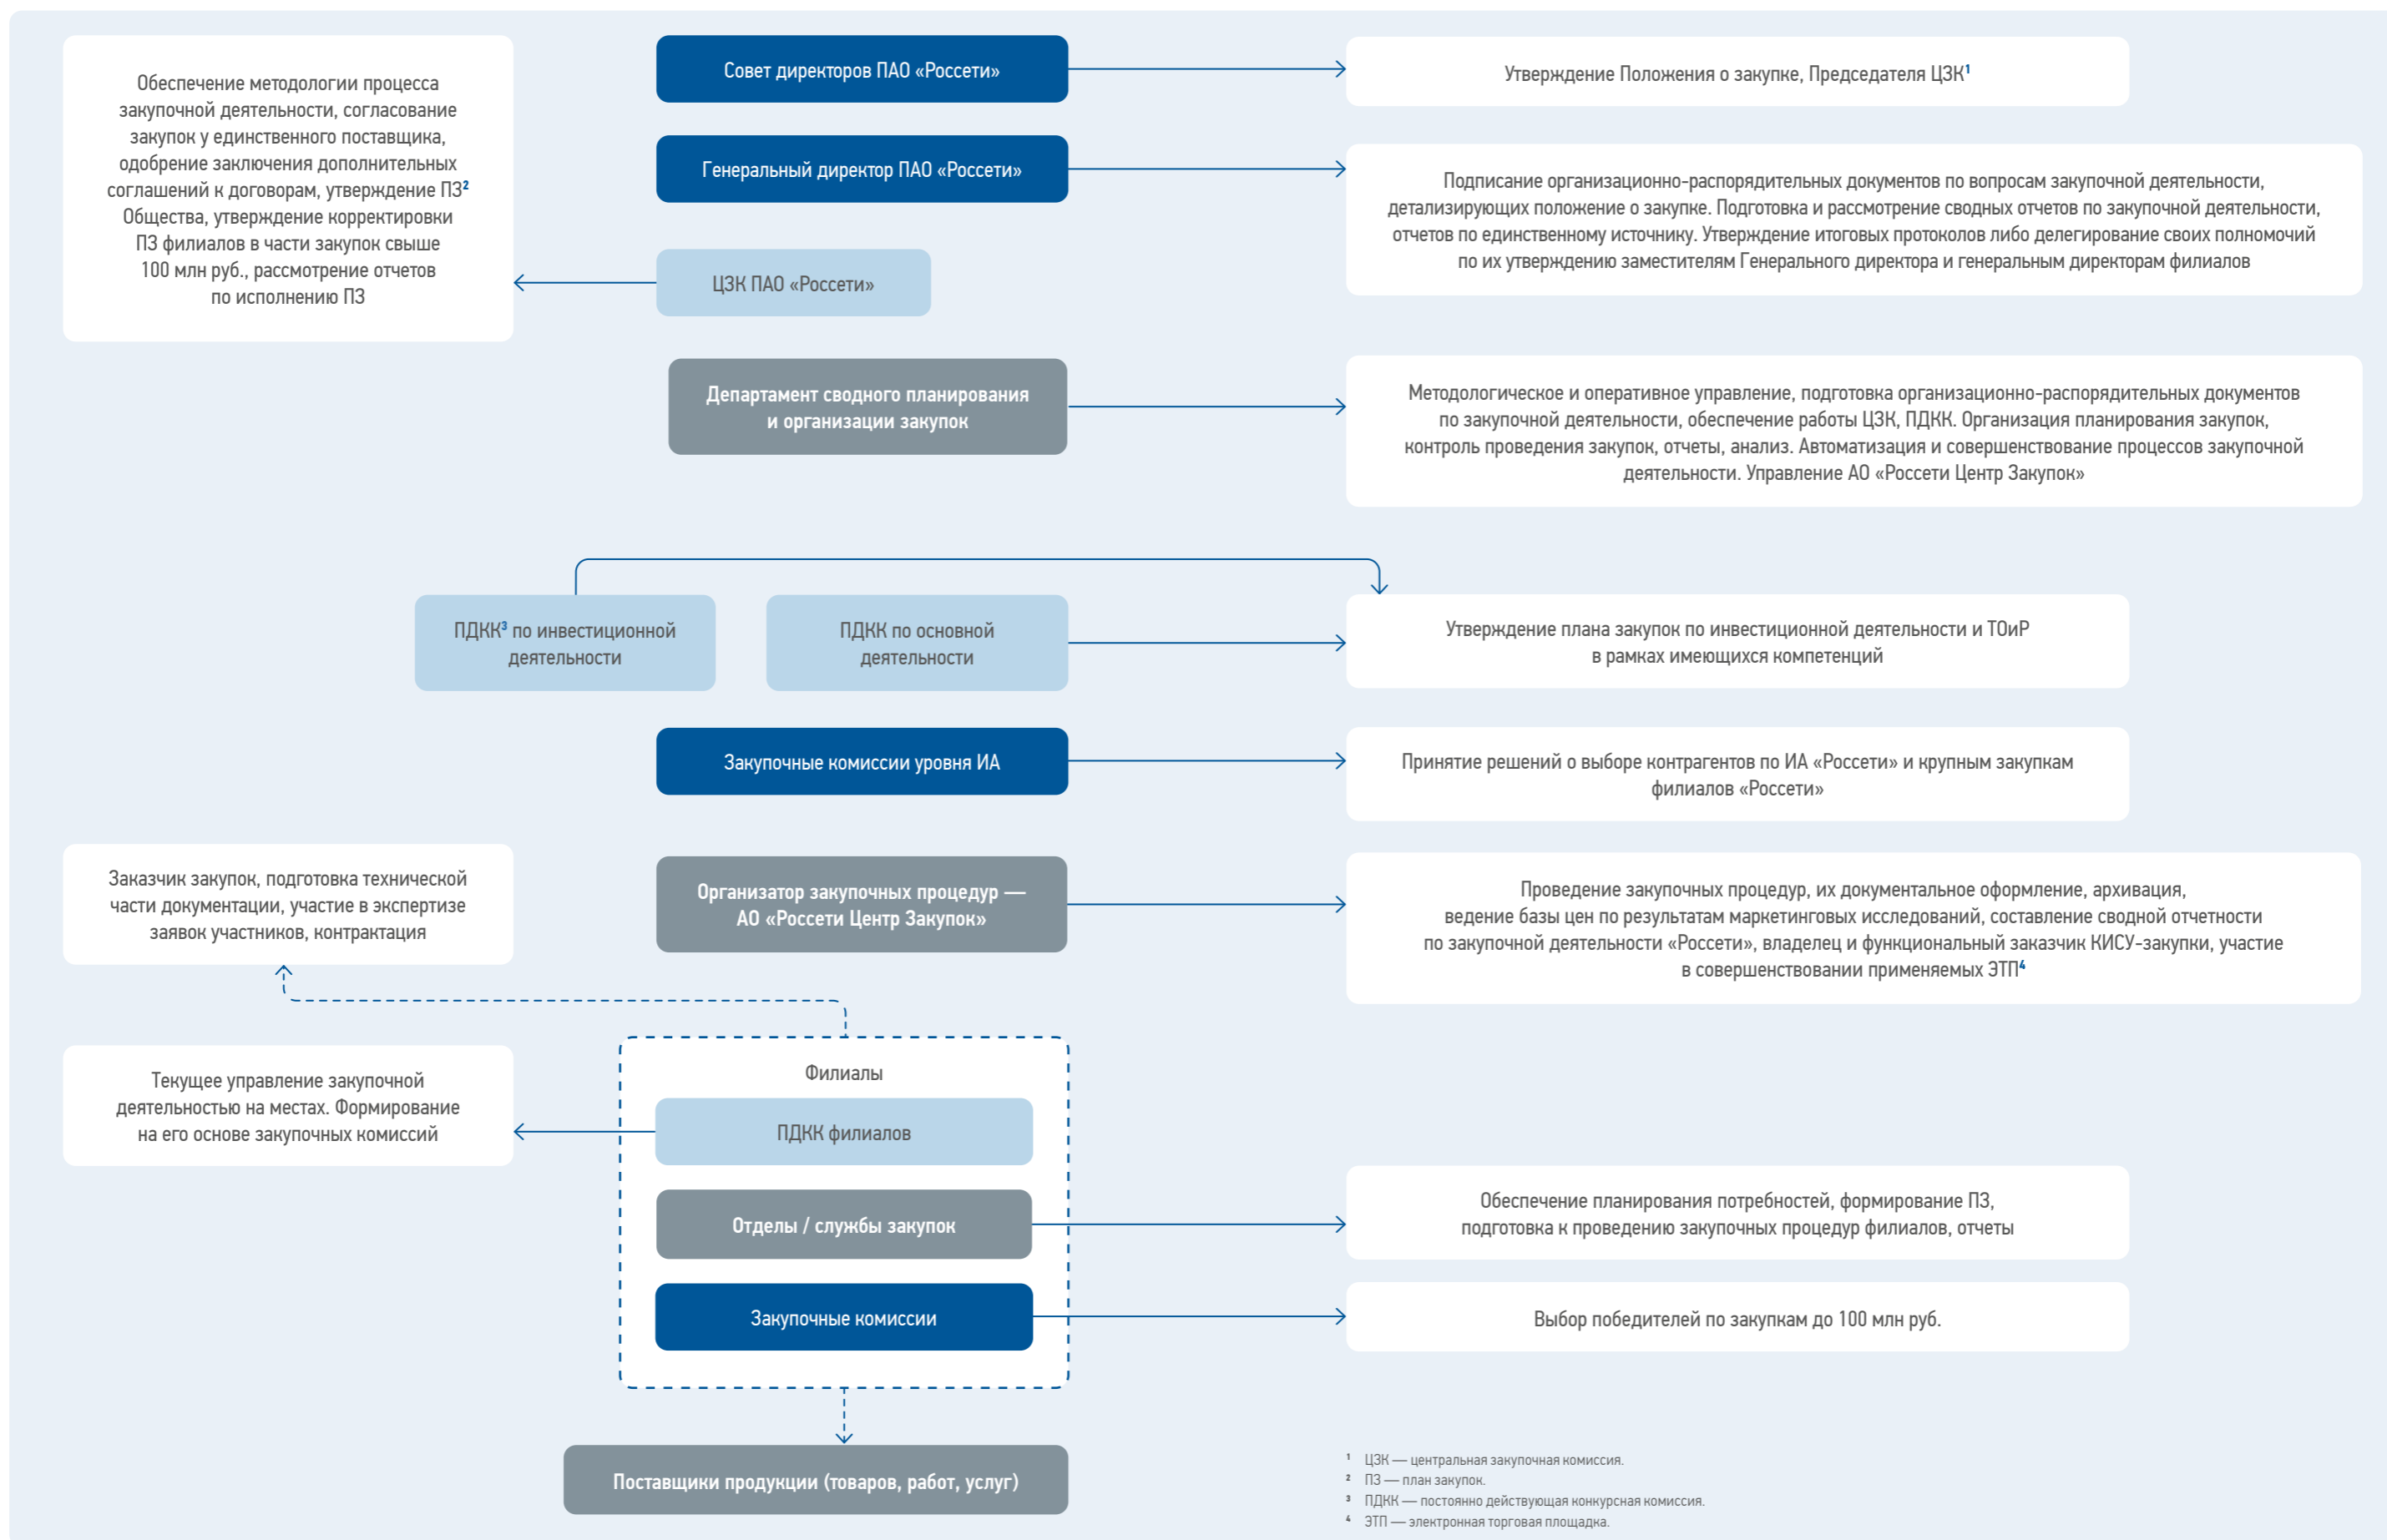 Обеспечение методологии процесса
закупочной деятельности, согласование
закупок у единственного поставщика,
одобрение заключения дополнительных
соглашений к договорам, утверждение ПЗ²
Общества, утверждение корректировки
ПЗ филиалов в части закупок свыше
100 млн руб., рассмотрение отчетов
по исполнению ПЗ
Совет директоров ПАО «Россети»
Утверждение Положения о закупке, Председателя ЦЗК¹
Генеральный директор ПАО «Россети»
Подписание организационно-распорядительных документов по вопросам закупочной деятельности,
детализирующих положение о закупке. Подготовка и рассмотрение сводных отчетов по закупочной деятельности,
отчетов по единственному источнику. Утверждение итоговых протоколов либо делегирование своих полномочий
по их утверждению заместителям Генерального директора и генеральным директорам филиалов
ЦЗК ПАО «Россети»
Департамент сводного планирования
и организации закупок
Методологическое и оперативное управление, подготовка организационно-распорядительных документов
по закупочной деятельности, обеспечение работы ЦЗК, ПДКК. Организация планирования закупок,
контроль проведения закупок, отчеты, анализ. Автоматизация и совершенствование процессов закупочной
деятельности. Управление АО «Россети Центр Закупок»
ПДКК³ по инвестиционной
деятельности
ПДКК по основной
деятельности
Утверждение плана закупок по инвестиционной деятельности и ТОиР
в рамках имеющихся компетенций
Закупочные комиссии уровня ИА
Принятие решений о выборе контрагентов по ИА «Россети» и крупным закупкам
филиалов «Россети»
Заказчик закупок, подготовка технической
части документации, участие в экспертизе
заявок участников, контрактация
Организатор закупочных процедур —
АО «Россети Центр Закупок»
Проведение закупочных процедур, их документальное оформление, архивация,
ведение базы цен по результатам маркетинговых исследований, составление сводной отчетности
по закупочной деятельности «Россети», владелец и функциональный заказчик КИСУ-закупки, участие
в совершенствовании применяемых ЭТП⁴
Филиалы
Текущее управление закупочной
деятельностью на местах. Формирование
на его основе закупочных комиссий
ПДКК филиалов
Отделы / службы закупок
Обеспечение планирования потребностей, формирование ПЗ,
подготовка к проведению закупочных процедур филиалов, отчеты
Закупочные комиссии
Выбор победителей по закупкам до 100 млн руб.
Поставщики продукции (товаров, работ, услуг)
¹ ЦЗК — центральная закупочная комиссия.
² ПЗ — план закупок.
³ ПДКК — постоянно действующая конкурсная комиссия.
⁴ ЭТП — электронная торговая площадка.